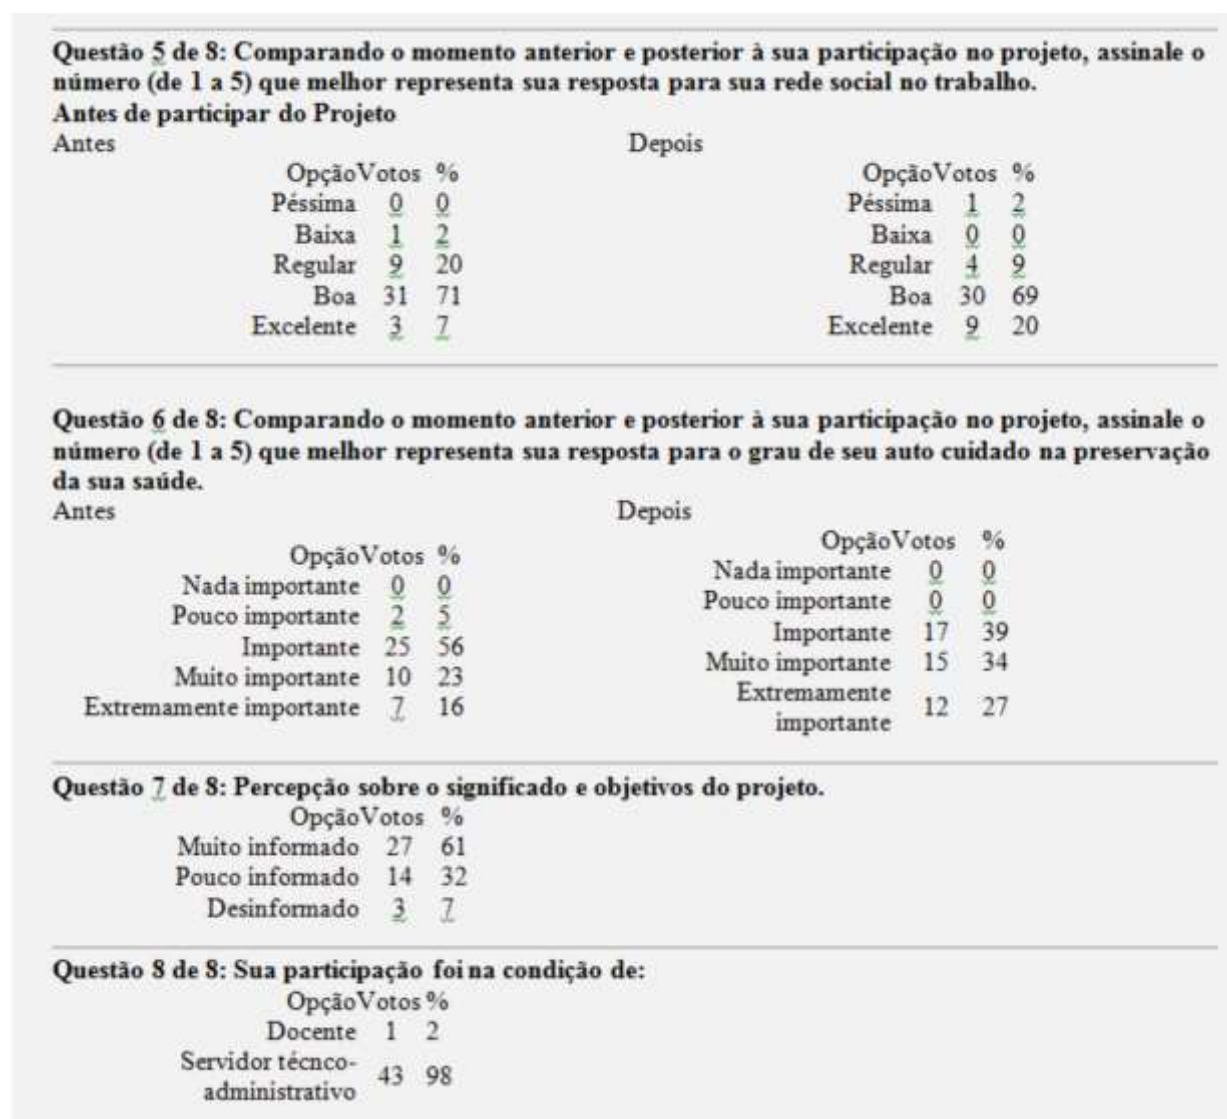 Questão 5 de 8: Comparando o momento anterior e posterior à sua participação no projeto, assinale o
número (de 1 a 5) que melhor representa sua resposta para sua rede social no trabalho.
Antes de participar do Projeto
Antes Depois
OpçãoVotos % OpçãoVotos %
Péssima 0 0 Péssima 1 2
Baixa 1 2 Baixa 0 0
Regular 9 20 Regular 4 9
Boa 31 71 Boa 30 69
Excelente 3 7 Excelente 9 20
Questão 6 de 8: Comparando o momento anterior e posterior à sua participação no projeto, assinale o
número (de 1 a 5) que melhor representa sua resposta para o grau de seu auto cuidado na preservação
da sua saúde.
Antes
OpçãoVotos %
Nada importante 0 0
Pouco importante 2 5
Importante 25 56
Muito importante 10 23
Extremamente importante 7 16
Depois
OpçãoVotos %
Nada importante 0 0
Pouco importante 0 0
Importante 17 39
Muito importante 15 34
Extremamente
importante 12 27
Questão 7 de 8: Percepção sobre o significado e objetivos do projeto.
OpçãoVotos %
Muito informado 27 61
Pouco informado 14 32
Desinformado 3 7
Questão 8 de 8: Sua participação foi na condição de:
OpçãoVotos %
Docente 1 2
Servidor técnco-
administrativo 43 98